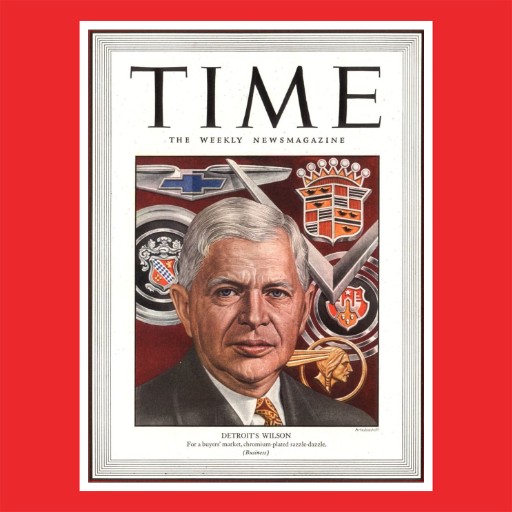 TIME
THE WEEKLY NEWSMAGAZINE
DETROIT'S WILSON
For a buyers' market, chromium-plated razzle-dazzle.
(Business)